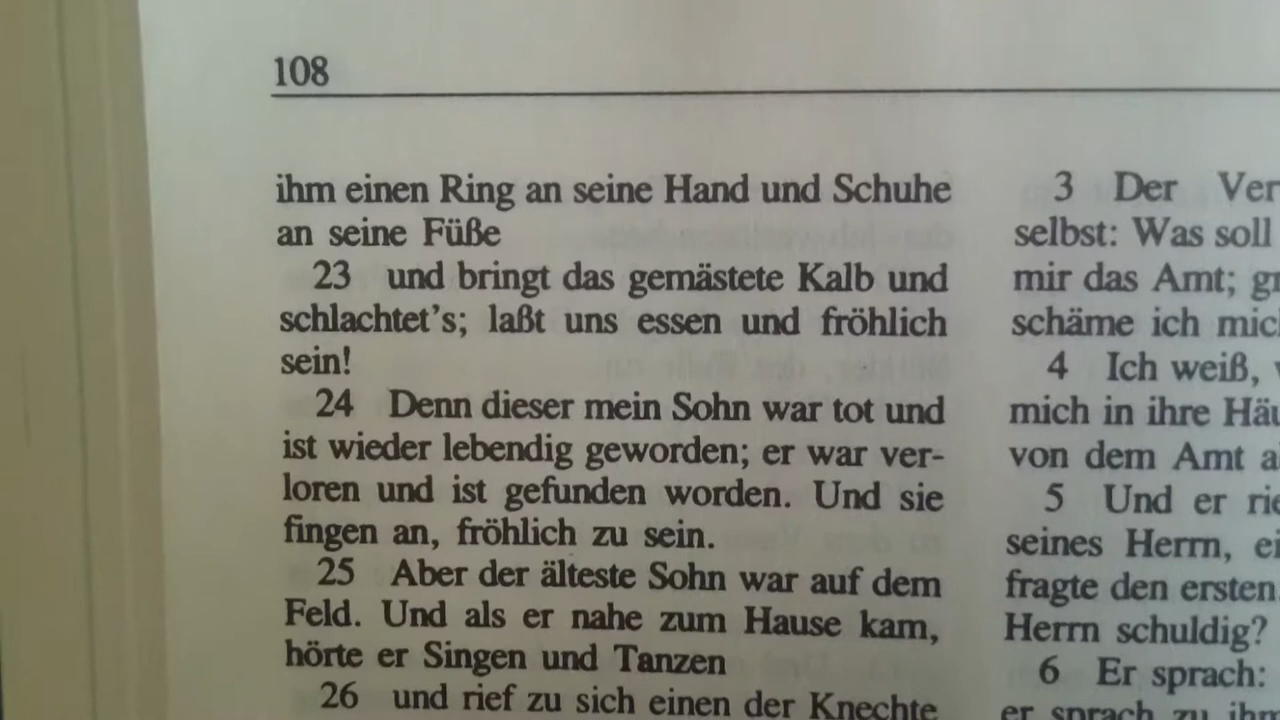 108
ihm einen Ring an seine Hand und Schuhe
an seine Füße
23 und bringt das gemästete Kalb und
schlachtet's; laßt uns essen und fröhlich
sein!
24 Denn dieser mein Sohn war tot und
ist wieder lebendig geworden; er war ver-
loren und ist gefunden worden. Und sie
fingen an, fröhlich zu sein.
25 Aber der älteste Sohn war auf dem
Feld. Und als er nahe zum Hause kam,
hörte er Singen und Tanzen
26 und rief zu sich einen der Knechte
3 Der Ver
selbst: Was soll
mir das Amt;
schäme ich
4 Ich weiß,
mich in ihre
von dem Amt
5 Und er
seines Herrn,
fragte den ersten
Herrn schuldig?
6 Er sprach:
er sprach zu